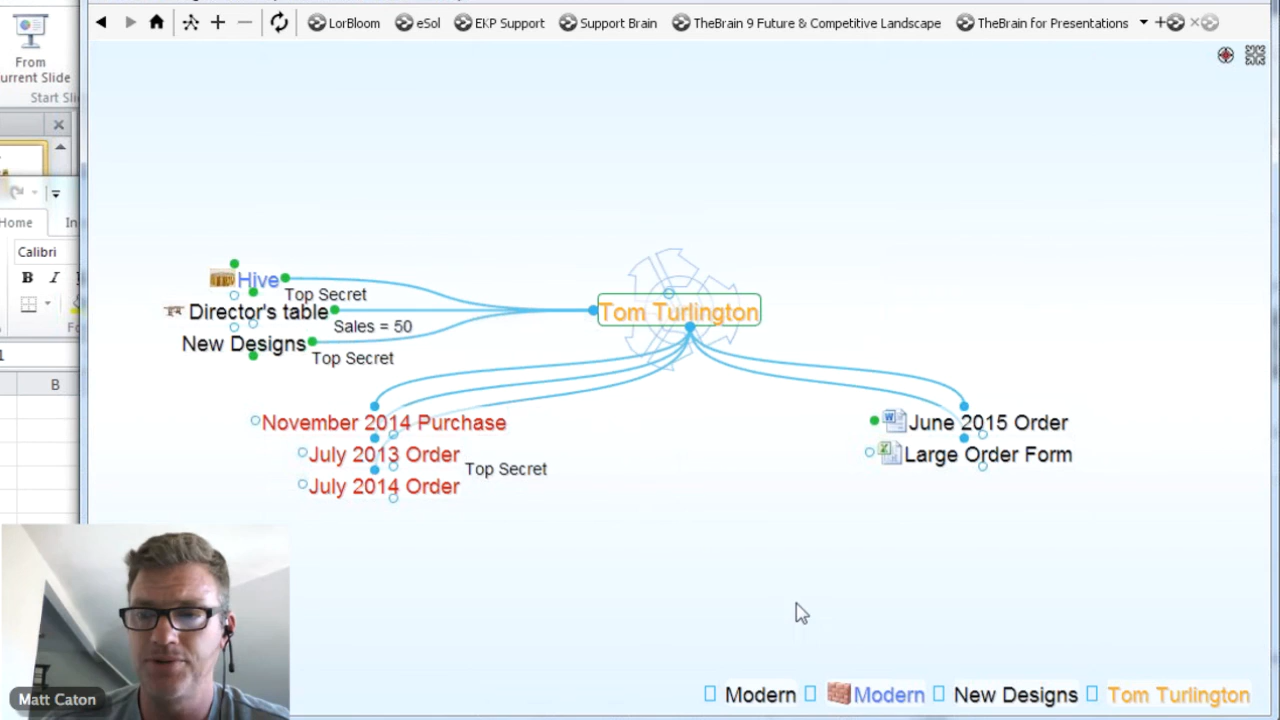 LorBloom eSol EKP Support Support Brain TheBrain 9 Future & Competitive Landscape TheBrain for Presentations
From
urrent Slide
Start Sli
Home In
Calibri
B I
1
B
Hive
Top Secret
Director's table
Sales = 50
New Designs
Top Secret
Tom Turlington
November 2014 Purchase
July 2013 Order
Top Secret
July 2014 Order
June 2015 Order
Large Order Form
Matt Caton
Modern Modern New Designs Tom Turlington